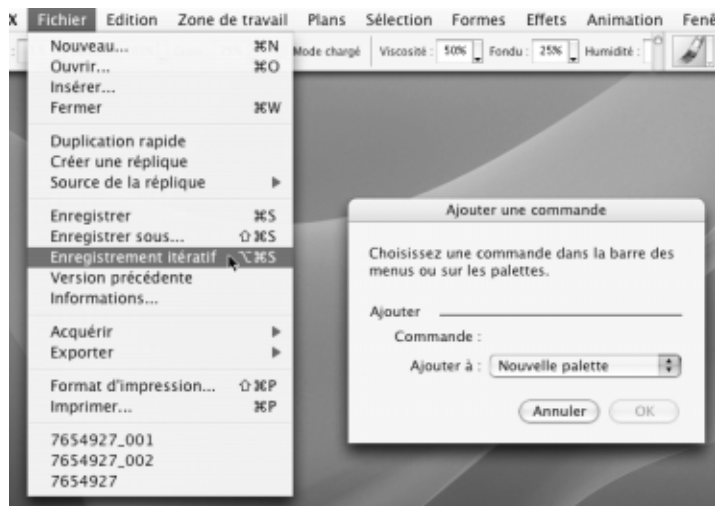 X Fichier Edition Zone de travail Plans Sélection Formes Effets Animation Fenê
Mode chargé Viscosité : 50% Fondu : 25% Humidité :
Nouveau... ⌘N
Ouvrir... ⌘O
Insérer...
Fermer ⌘W
Duplication rapide
Créer une réplique
Source de la réplique ▶
Enregistrer ⌘S
Enregistrer sous... ⇧⌘S
Enregistrement itératif ⌥⌘S
Version précédente
Informations...
Acquérir ▶
Exporter ▶
Format d'impression... ⇧⌘P
Imprimer... ⌘P
7654927_001
7654927_002
7654927
Ajouter une commande
Choisissez une commande dans la barre des
menus ou sur les palettes.
Ajouter
Commande :
Ajouter à : Nouvelle palette
Annuler OK